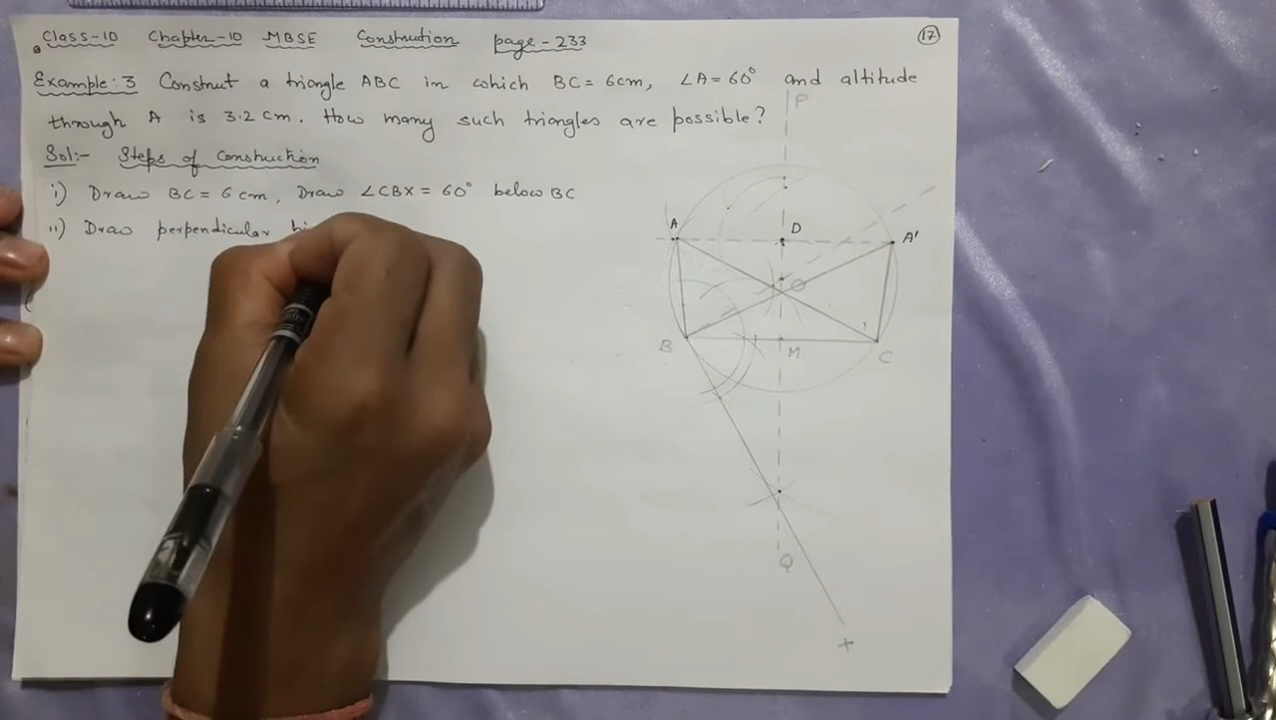 Class-10 Chapter-10 MBSE Construction page-233
17
Example:3 Construct a triangle ABC in which BC = 6cm, ∠A = 60° and altitude
through A is 3.2 cm. How many such triangles are possible?
Sol:- Steps of construction
i) Draw BC = 6 cm, Draw ∠CBX = 60° below BC
ii) Draw perpendicular bi
P
A D A'
O
B M C
Q